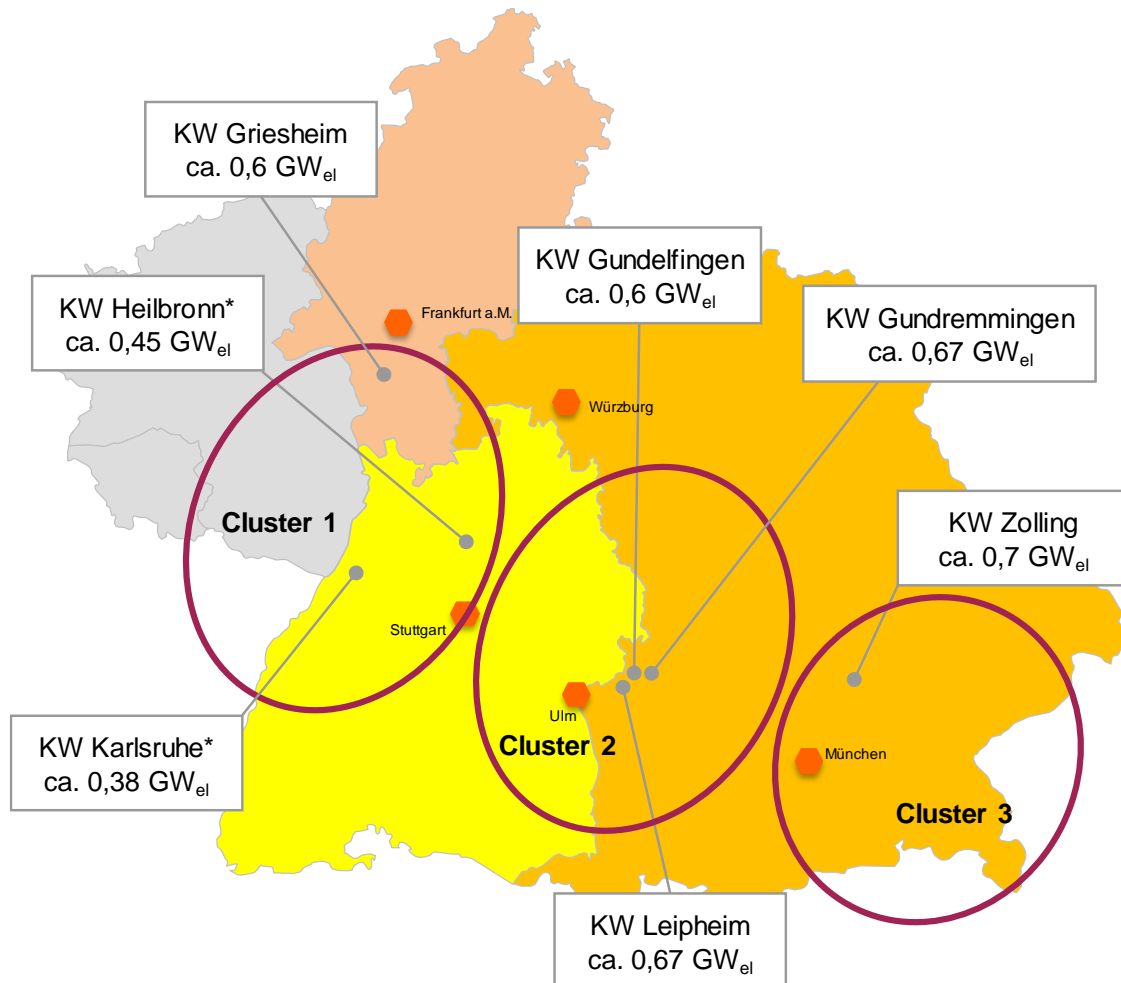 KW Griesheim
ca. 0,6 GWel
KW Gundelfingen
ca. 0,6 GWel
KW Heilbronn*
ca. 0,45 GWel
KW Gundremmingen
ca. 0,67 GWel
Frankfurt a.M.
Würzburg
Cluster 1
KW Zolling
ca. 0,7 GWel
Stuttgart
Ulm
Cluster 2
KW Karlsruhe*
ca. 0,38 GWel
München
Cluster 3
KW Leipheim
ca. 0,67 GWel